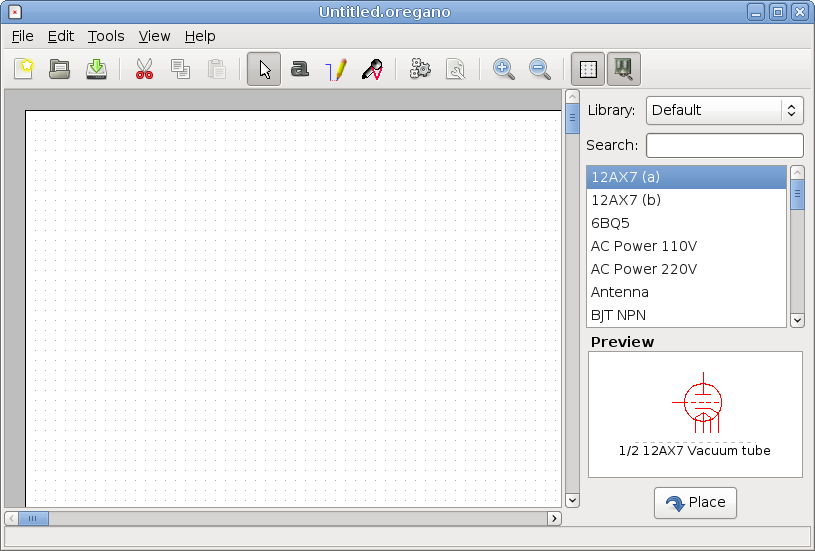 Untitled.oregano
File Edit Tools View Help
a
Library: Default
Search:
12AX7 (a)
12AX7 (b)
6BQ5
AC Power 110V
AC Power 220V
Antenna
BJT NPN
Preview
1/2 12AX7 Vacuum tube
Place